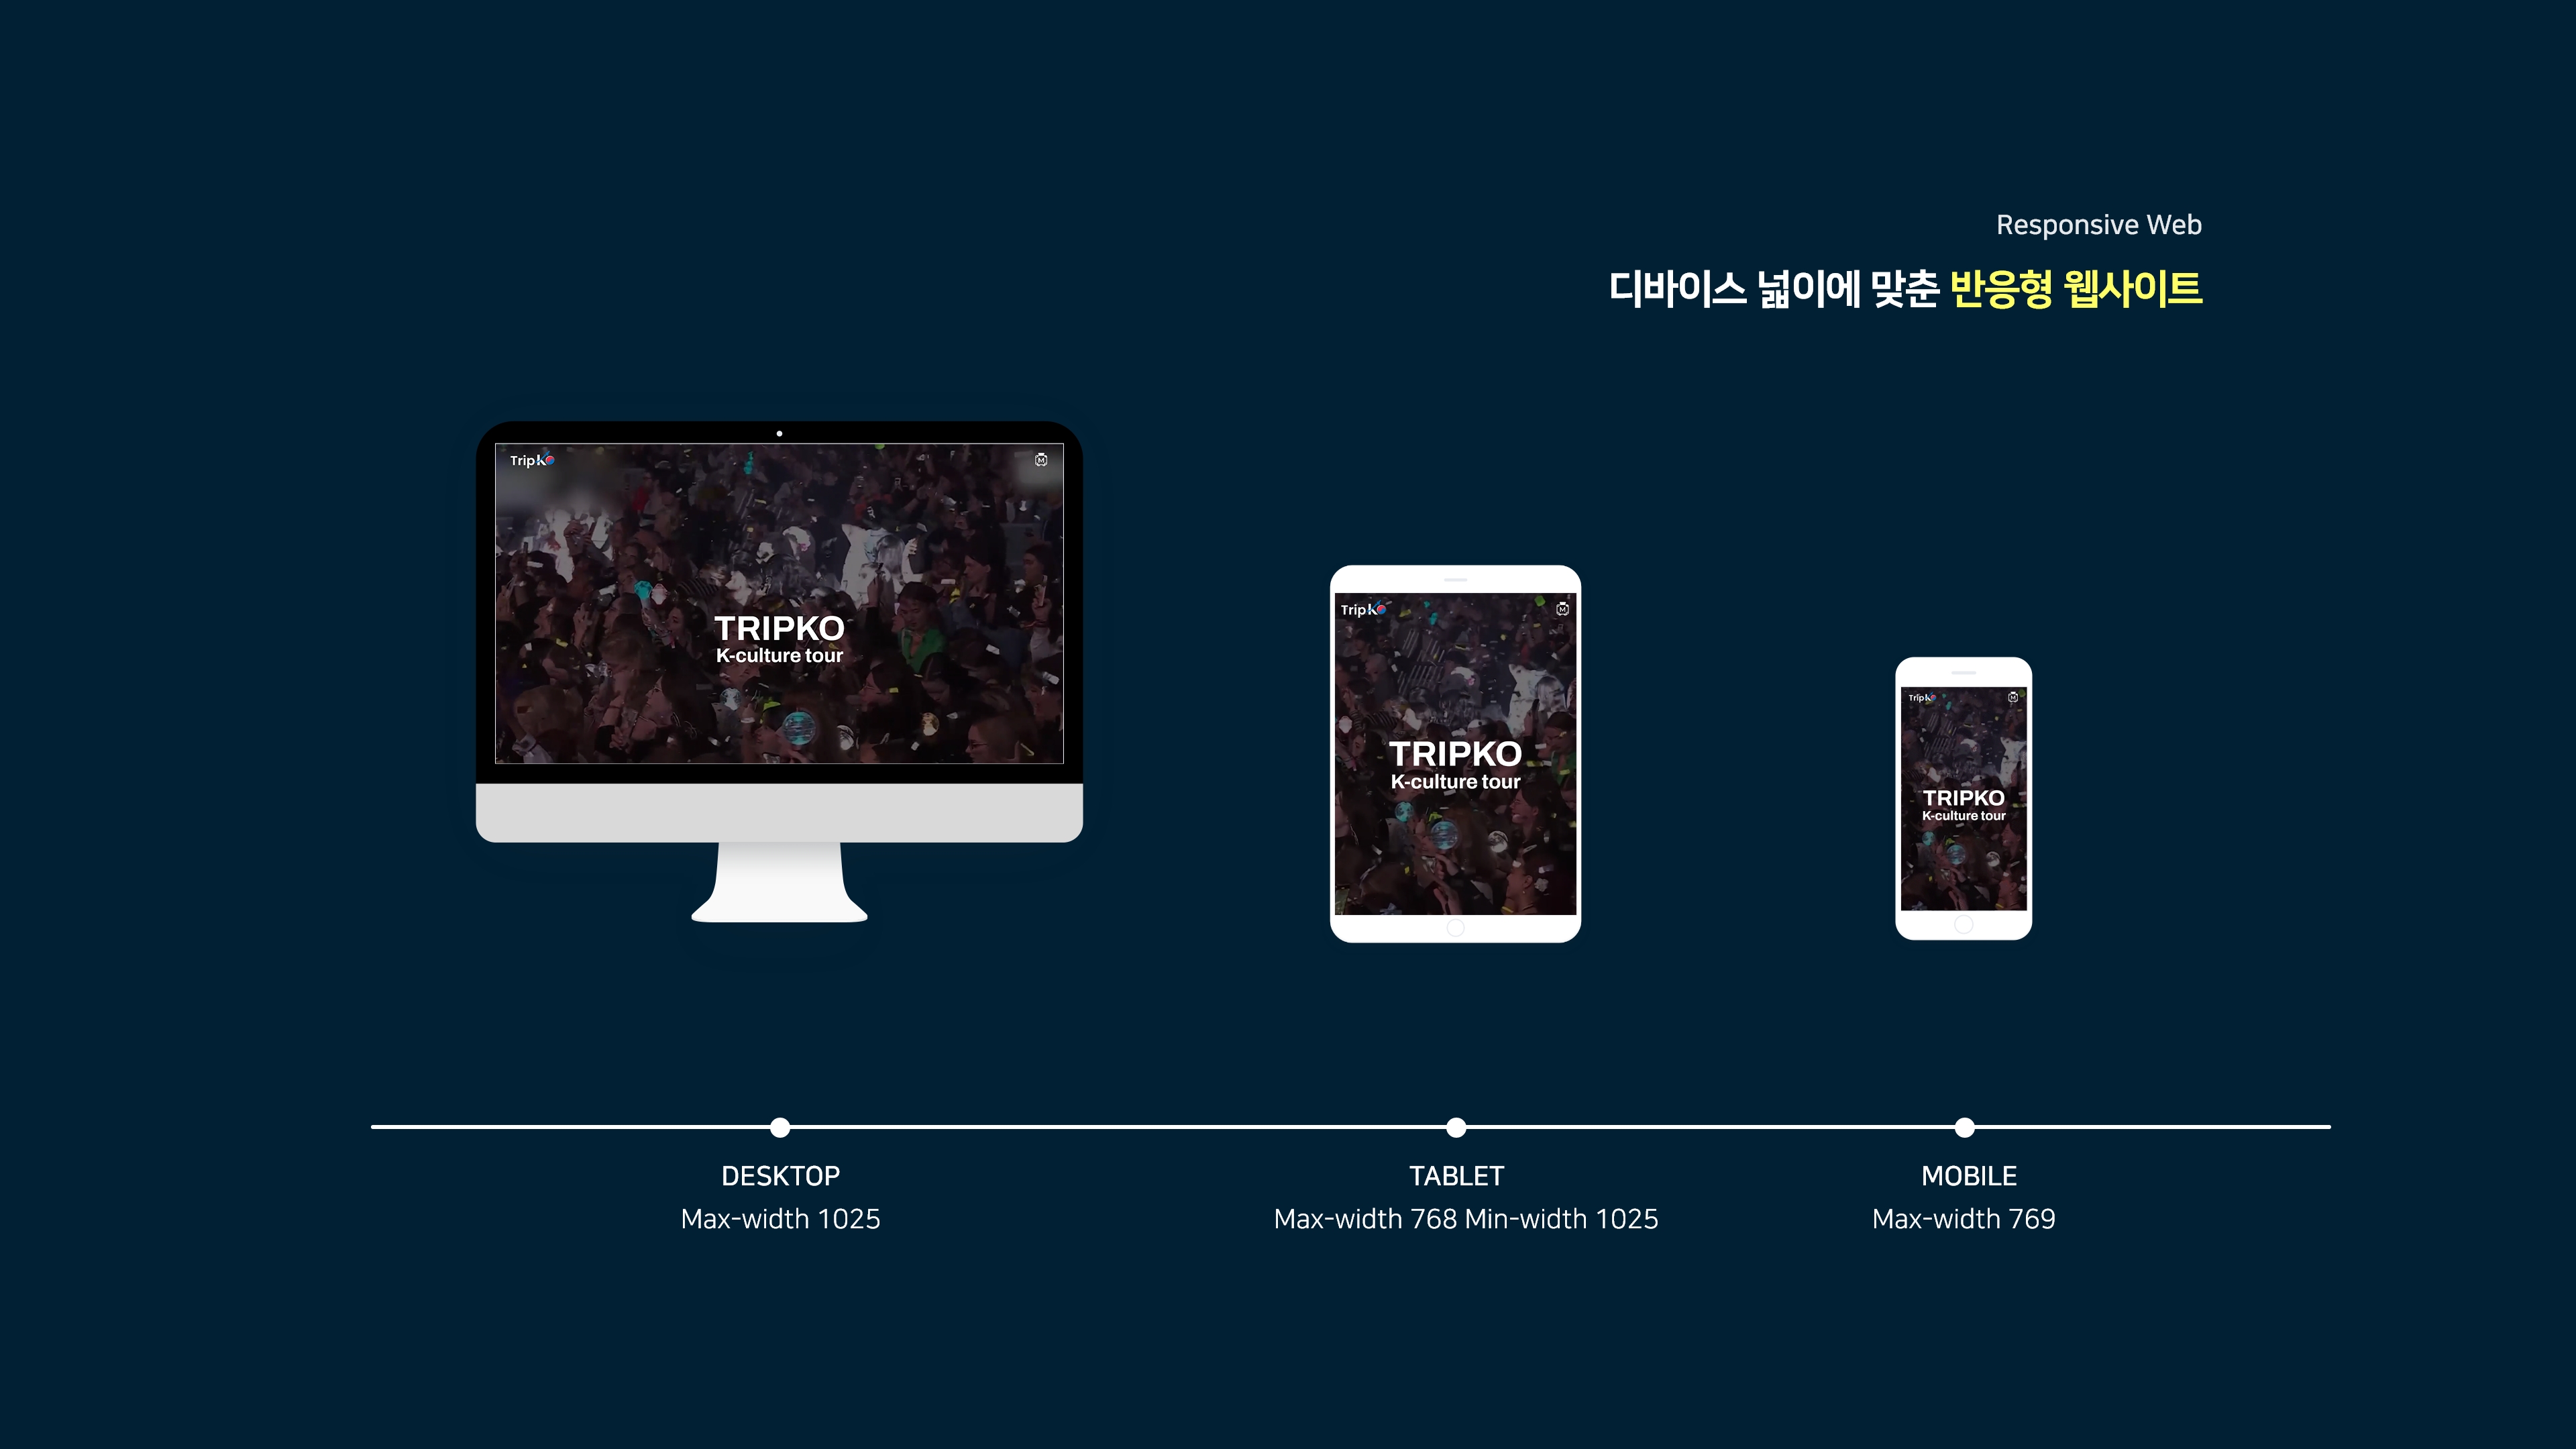 Responsive Web
디바이스 넓이에 맞춘 반응형 웹사이트
TripKO
M
TRIPKO
K-culture tour
TripKO
M
TRIPKO
K-culture tour
TripKO
M
TRIPKO
K-culture tour
DESKTOP
Max-width 1025
TABLET
Max-width 768 Min-width 1025
MOBILE
Max-width 769